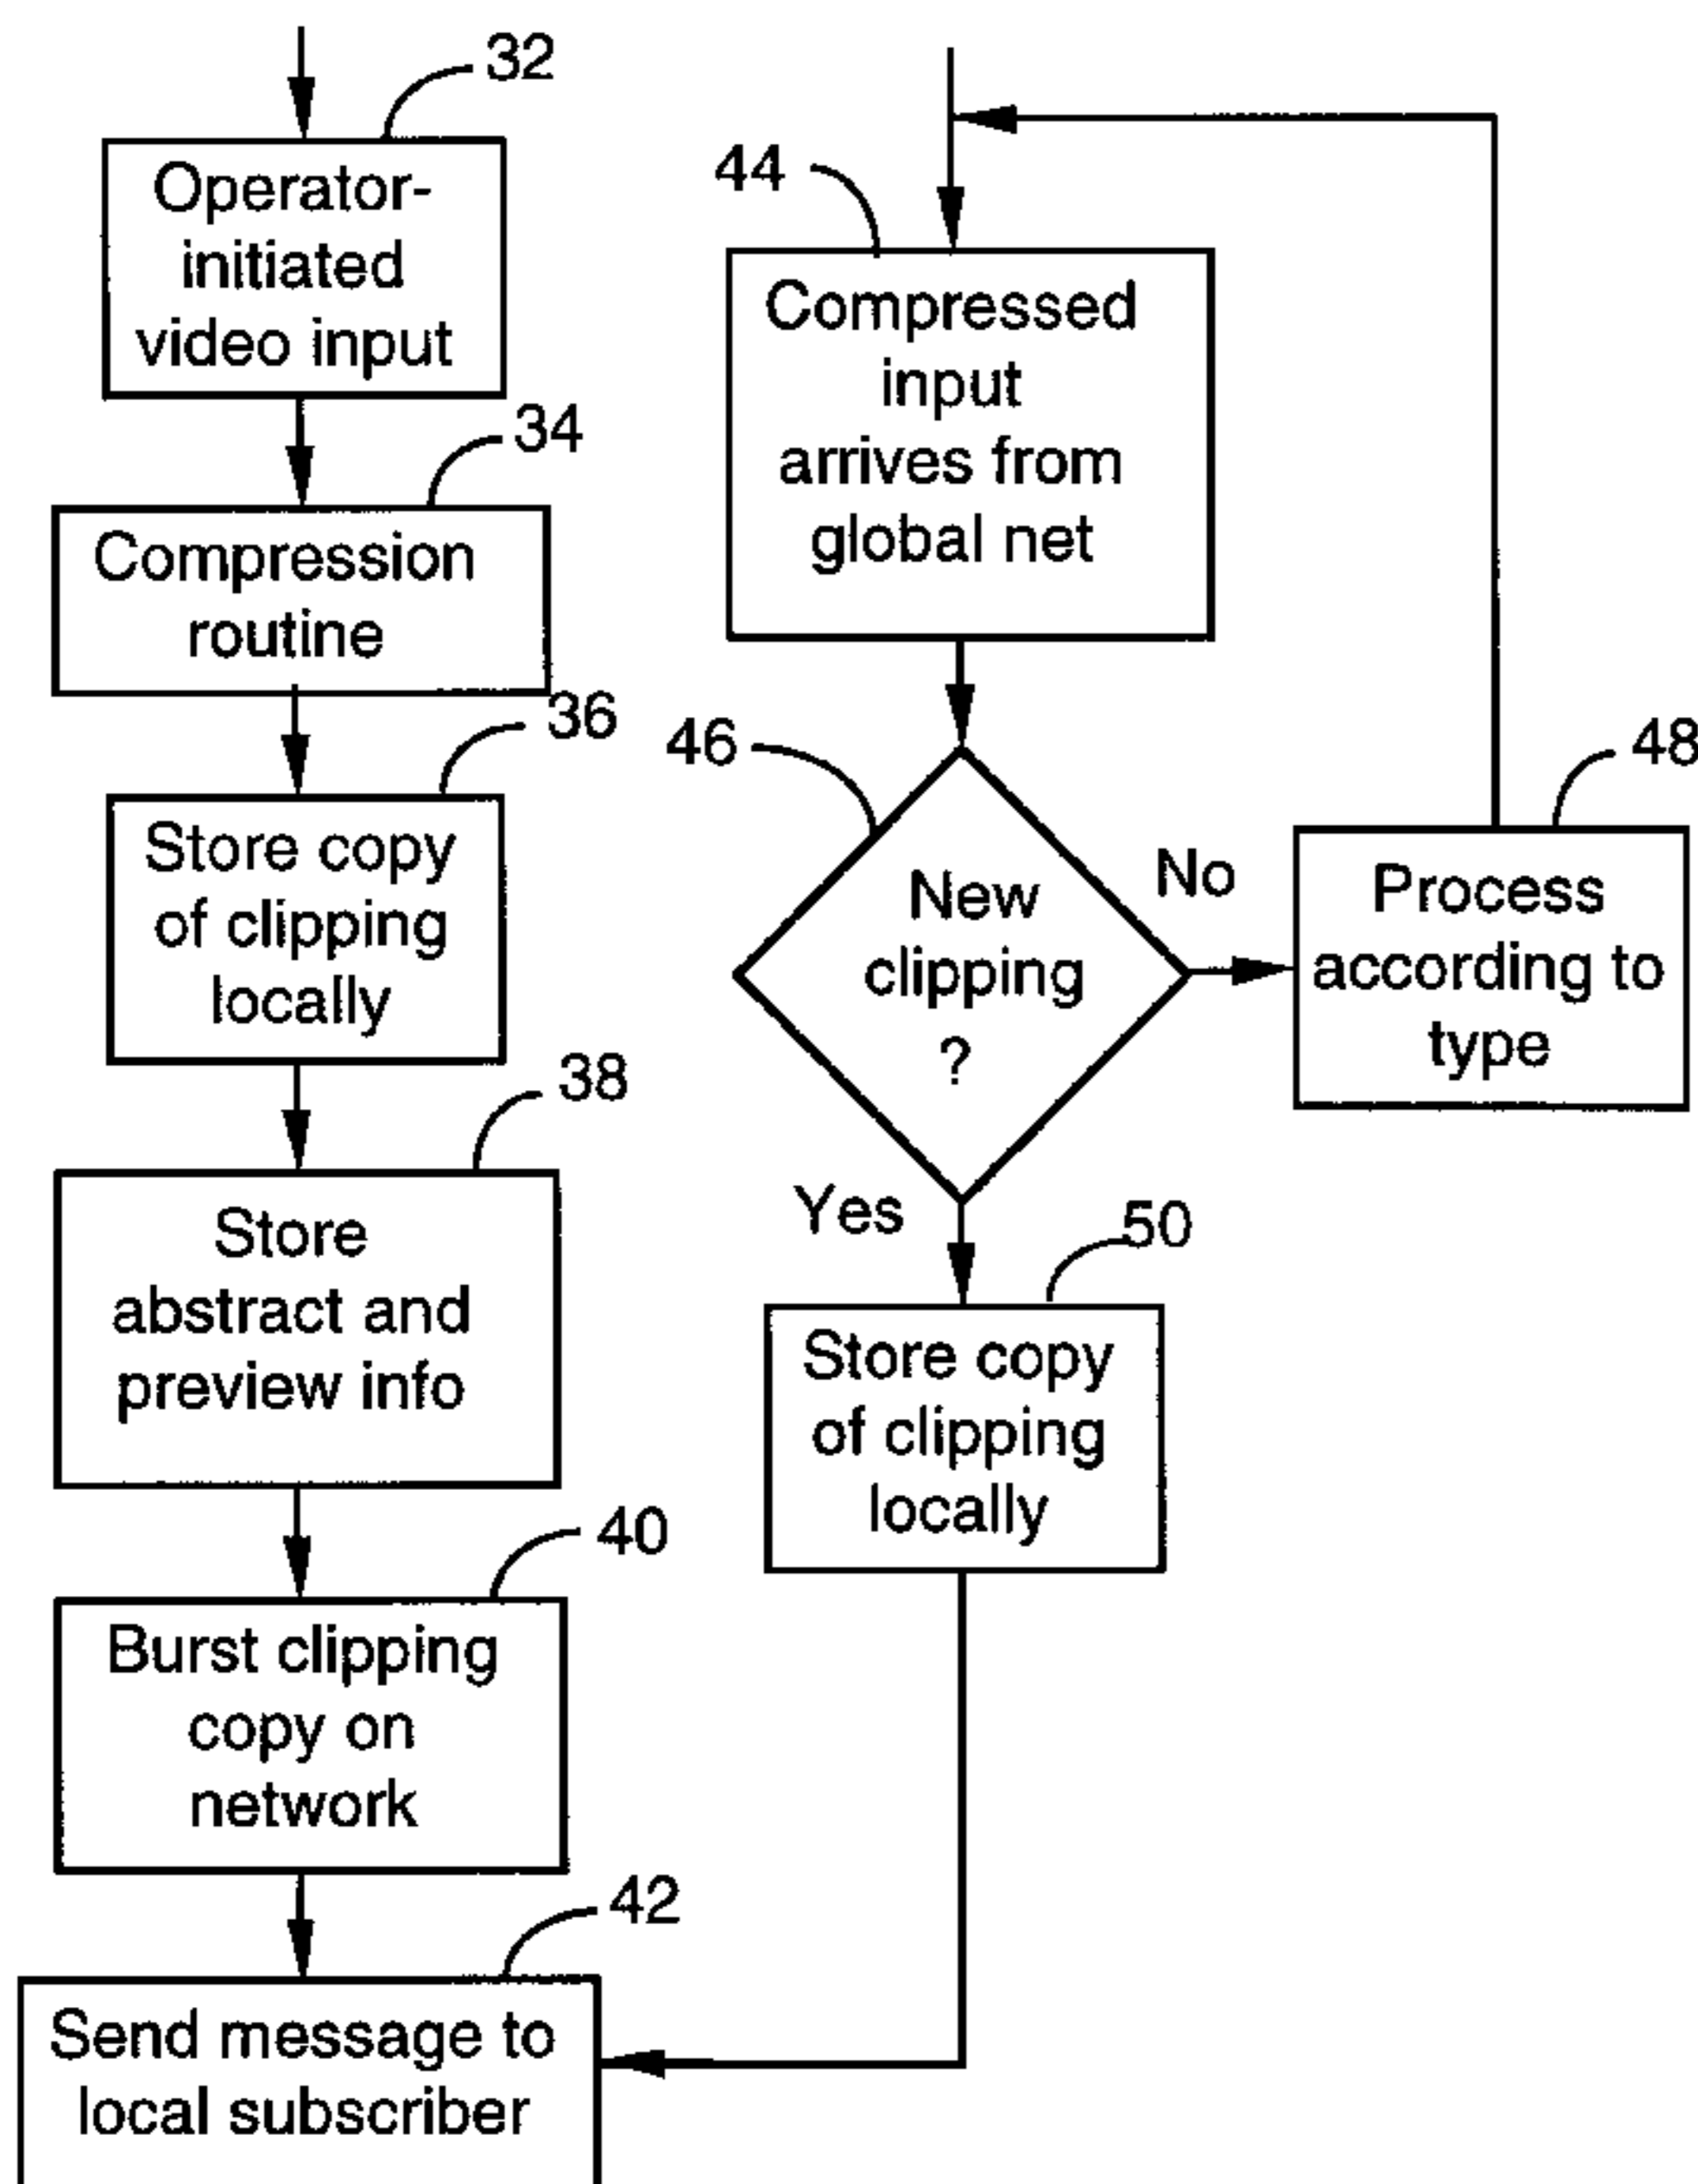 32
Operator-
initiated
video input
34
Compression
routine
36
Store copy
of clipping
locally
38
Store
abstract and
preview info
40
Burst clipping
copy on
network
42
Send message to
local subscriber
44
Compressed
input
arrives from
global net
46
New
clipping
?
No
48
Process
according to
type
Yes
50
Store copy
of clipping
locally